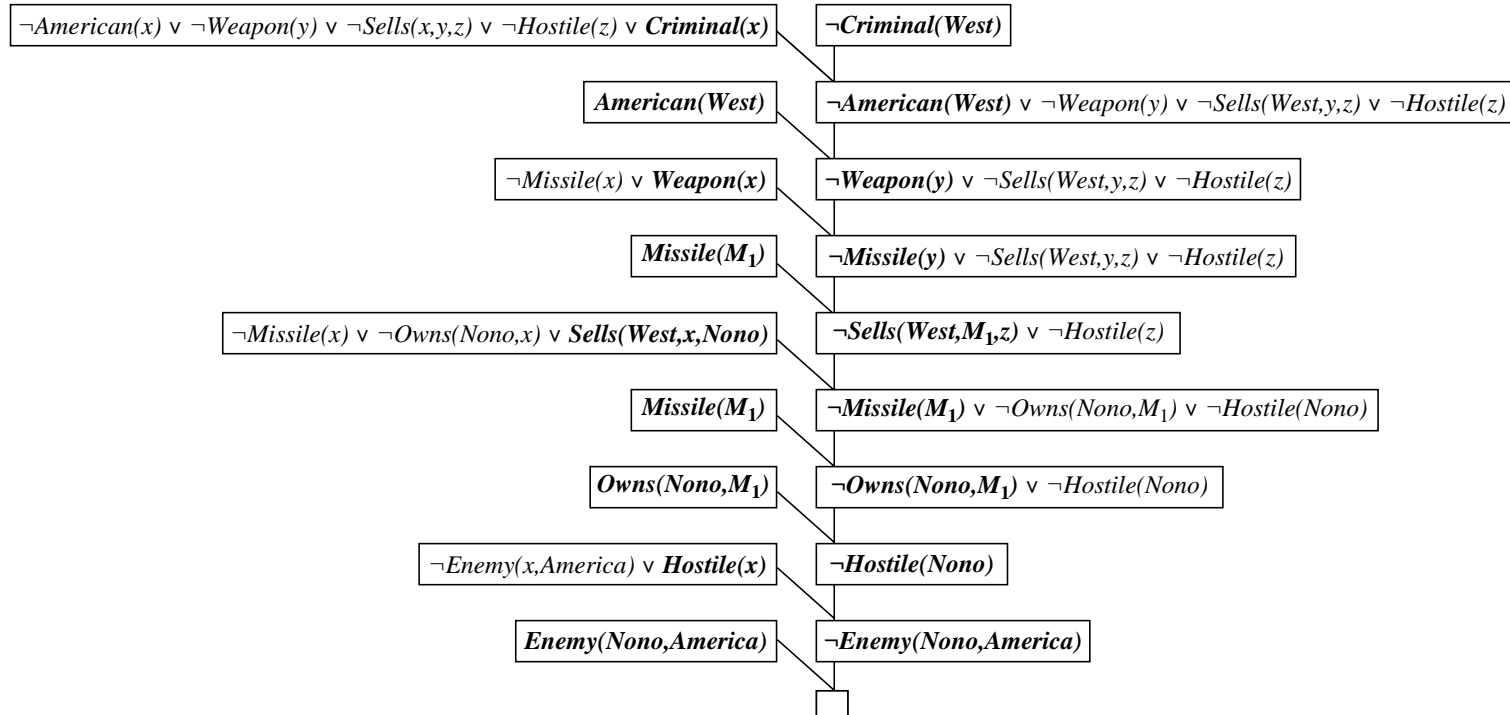 ¬American(x) ∨ ¬Weapon(y) ∨ ¬Sells(x,y,z) ∨ ¬Hostile(z) ∨ Criminal(x) ¬Criminal(West)
American(West) ¬American(West) ∨ ¬Weapon(y) ∨ ¬Sells(West,y,z) ∨ ¬Hostile(z)
¬Missile(x) ∨ Weapon(x) ¬Weapon(y) ∨ ¬Sells(West,y,z) ∨ ¬Hostile(z)
Missile(M₁) ¬Missile(y) ∨ ¬Sells(West,y,z) ∨ ¬Hostile(z)
¬Missile(x) ∨ ¬Owns(Nono,x) ∨ Sells(West,x,Nono) ¬Sells(West,M₁,z) ∨ ¬Hostile(z)
Missile(M₁) ¬Missile(M₁) ∨ ¬Owns(Nono,M₁) ∨ ¬Hostile(Nono)
Owns(Nono,M₁) ¬Owns(Nono,M₁) ∨ ¬Hostile(Nono)
¬Enemy(x,America) ∨ Hostile(x) ¬Hostile(Nono)
Enemy(Nono,America) ¬Enemy(Nono,America)